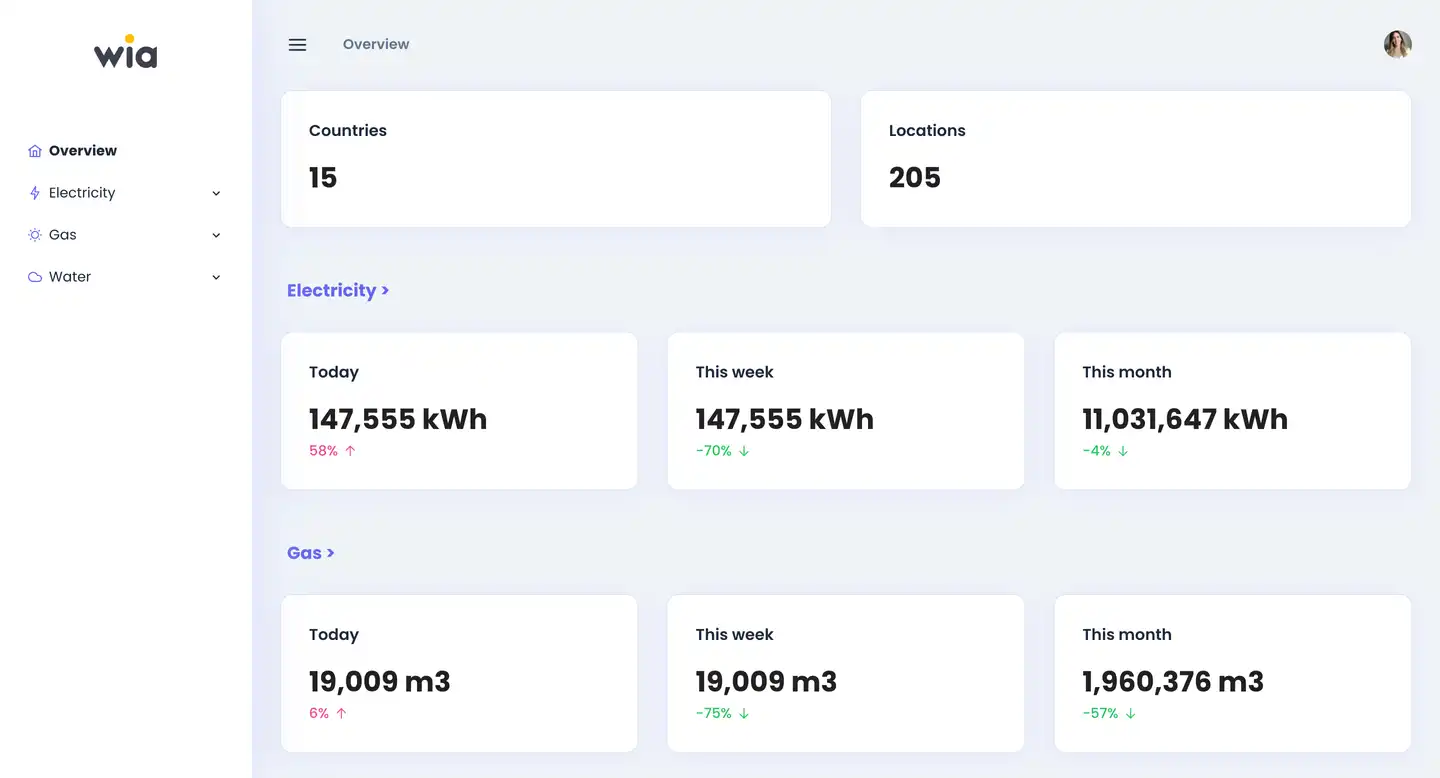 wia
Overview
Overview
Electricity
Gas
Water
Countries
15
Locations
205
Electricity >
Today
147,555 kWh
58% ↑
This week
147,555 kWh
-70% ↓
This month
11,031,647 kWh
-4% ↓
Gas >
Today
19,009 m3
6% ↑
This week
19,009 m3
-75% ↓
This month
1,960,376 m3
-57% ↓